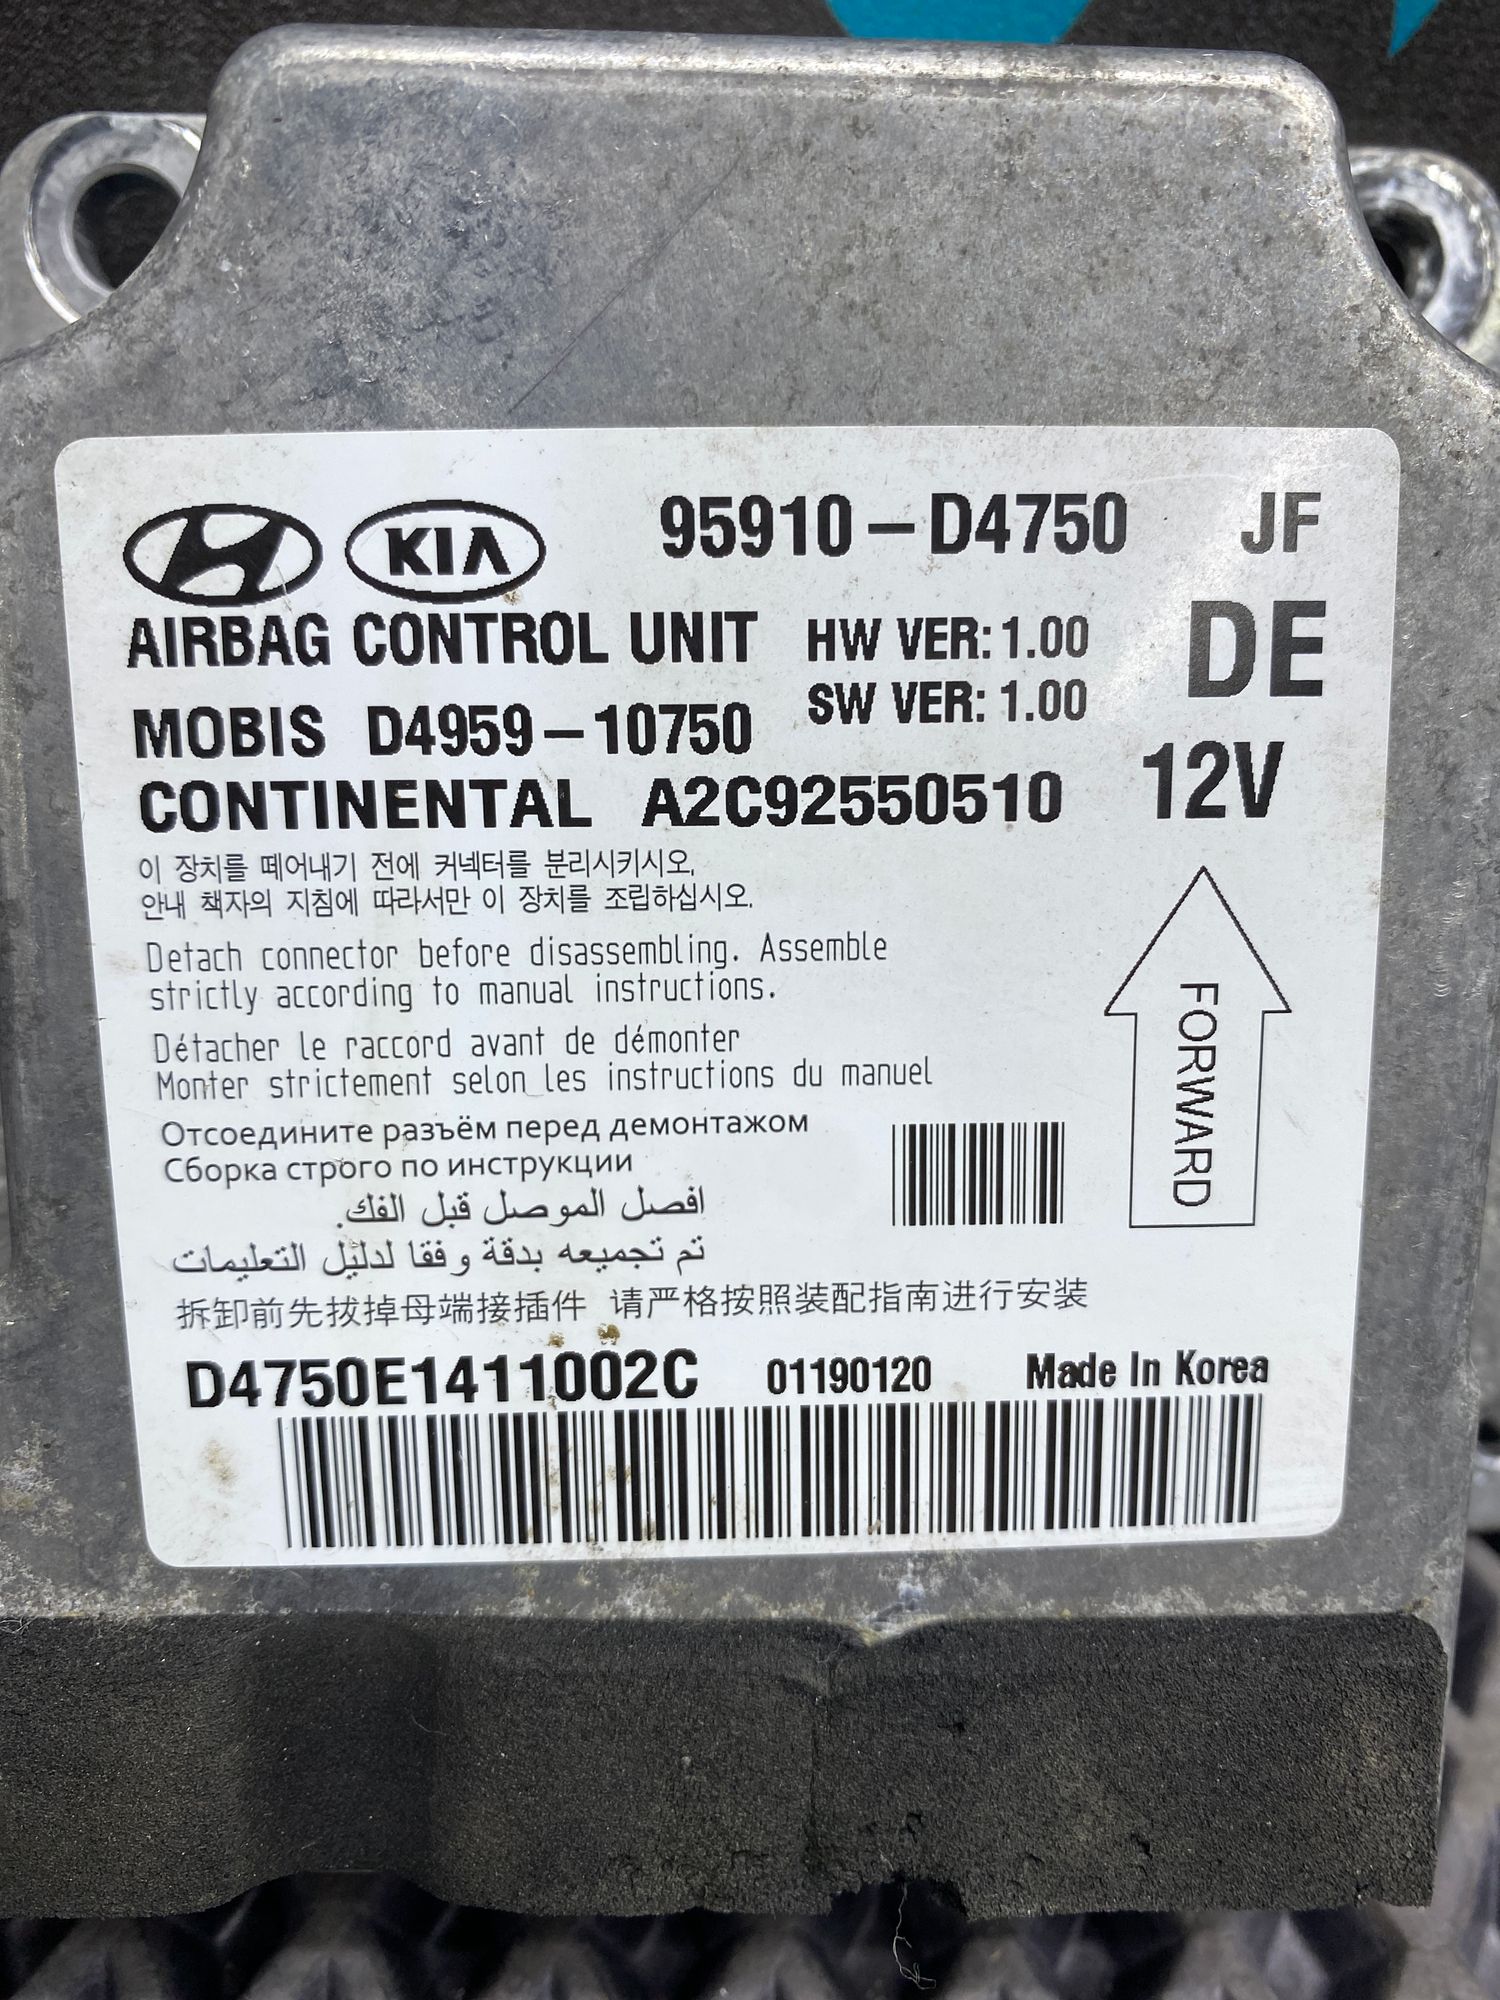 KIA 95910-D4750 JF
AIRBAG CONTROL UNIT HW VER: 1.00 DE
MOBIS D4959-10750 SW VER: 1.00
CONTINENTAL A2C92550510 12V
이 장치를 떼어내기 전에 커넥터를 분리시키시오.
안내 책자의 지침에 따라서만 이 장치를 조립하십시오.
Detach connector before disassembling. Assemble
strictly according to manual instructions.
Détacher le raccord avant de démonter
Monter strictement selon les instructions du manuel
FORWARD
Отсоедините разъём перед демонтажом
Сборка строго по инструкции
افصل الموصل قبل الفك.
تم تجميعه بدقة و فقا لدليل التعليمات
拆卸前先拔掉母端接插件 请严格按照装配指南进行安装
D4750E1411002C 01190120 Made In Korea